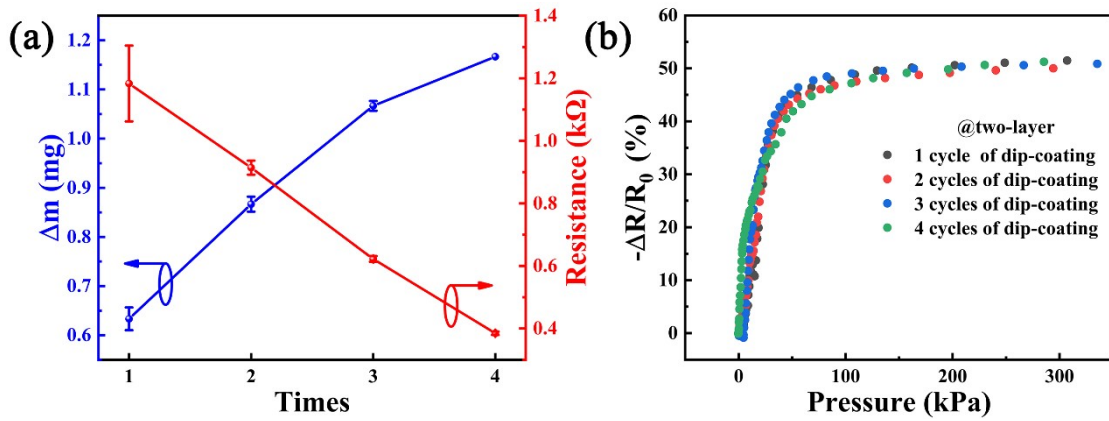 (a)
Δm (mg)
1.2
1.1
1.0
0.9
0.8
0.7
0.6
1
2
3
4
Times
1.4
1.2
1.0
0.8
0.6
0.4
Resistance (kΩ)
(b)
-ΔR/R₀ (%)
60
50
40
30
20
10
0
0
100
200
300
Pressure (kPa)
@two-layer
1 cycle of dip-coating
2 cycles of dip-coating
3 cycles of dip-coating
4 cycles of dip-coating